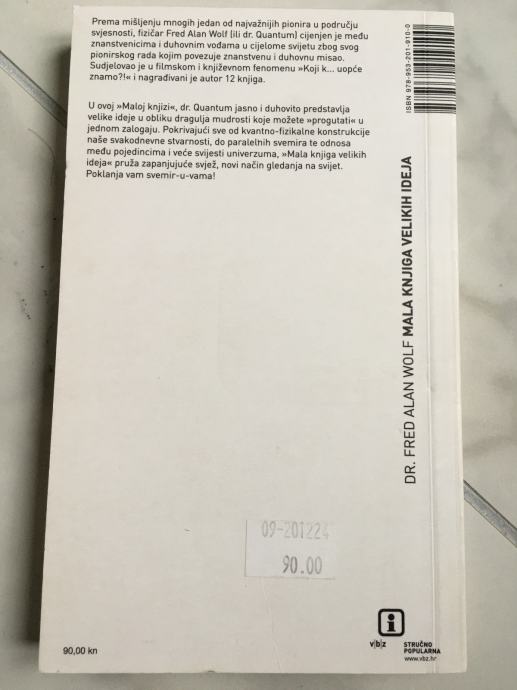 Prema mišljenju mnogih jedan od najvažnijih pionira u području
svjesnosti, fizičar Fred Alan Wolf (ili dr. Quantum) cijenjen je među
znanstvenicima i duhovnim vođama u cijelome svijetu zbog svog
pionirskog rada kojim povezuje znanstvenu i duhovnu misao.
Sudjelovao je u filmskom i književnom fenomenu »Koji k... uopće
znamo?!« i nagrađivani je autor 12 knjiga.
U ovoj »Maloj knjizi«, dr. Quantum jasno i duhovito predstavlja
velike ideje u obliku dragulja mudrosti koje možete »progutati« u
jednom zalogaju. Pokrivajući sve od kvantno-fizikalne konstrukcije
naše svakodnevne stvarnosti, do paralelnih svemira te odnosa
među pojedincima i veće svijesti univerzuma, »Mala knjiga velikih
ideja« pruža zapanjujuće svjež, novi način gledanja na svijet.
Poklanja vam svemir-u-vama!
ISBN 978-953-201-910-0
DR. FRED ALAN WOLF MALA KNJIGA VELIKIH IDEJA
09-201224
90.00
90,00 kn
i
v|b|z
STRUČNO
POPULARNA
www.vbz.hr